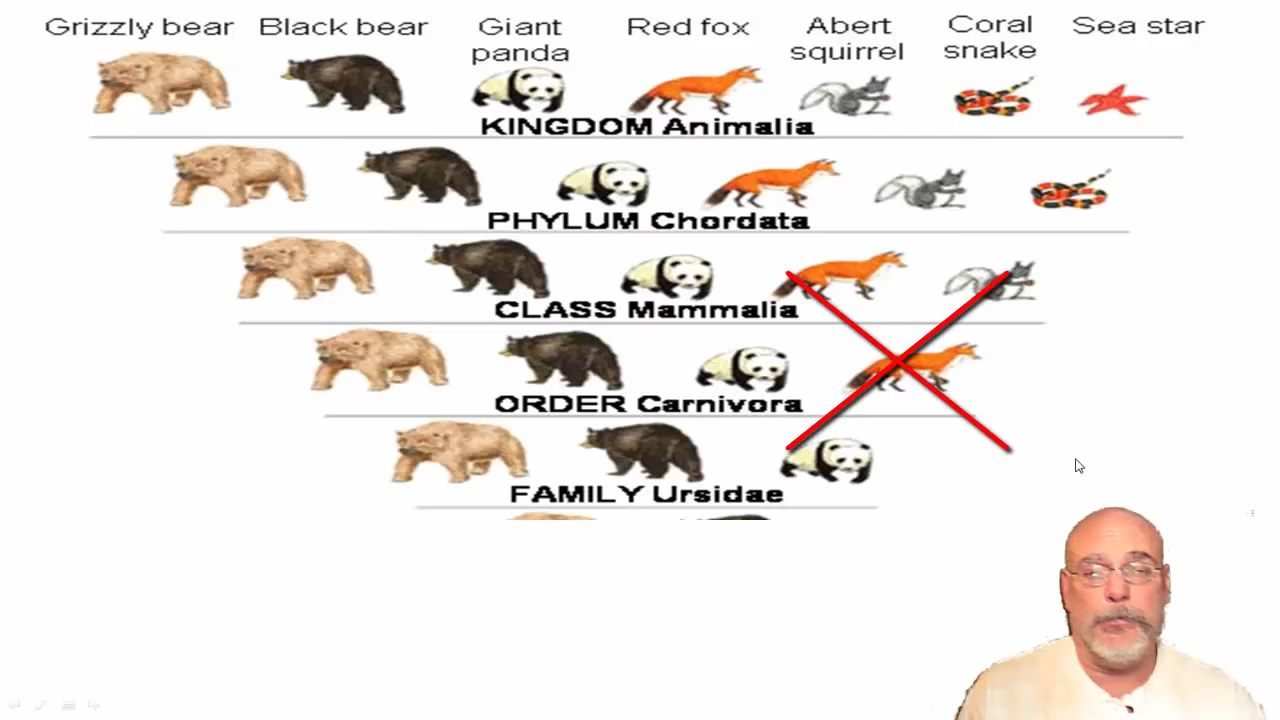 Grizzly bear Black bear Giant panda Red fox Abert squirrel Coral snake Sea star
KINGDOM Animalia
PHYLUM Chordata
CLASS Mammalia
ORDER Carnivora
FAMILY Ursidae